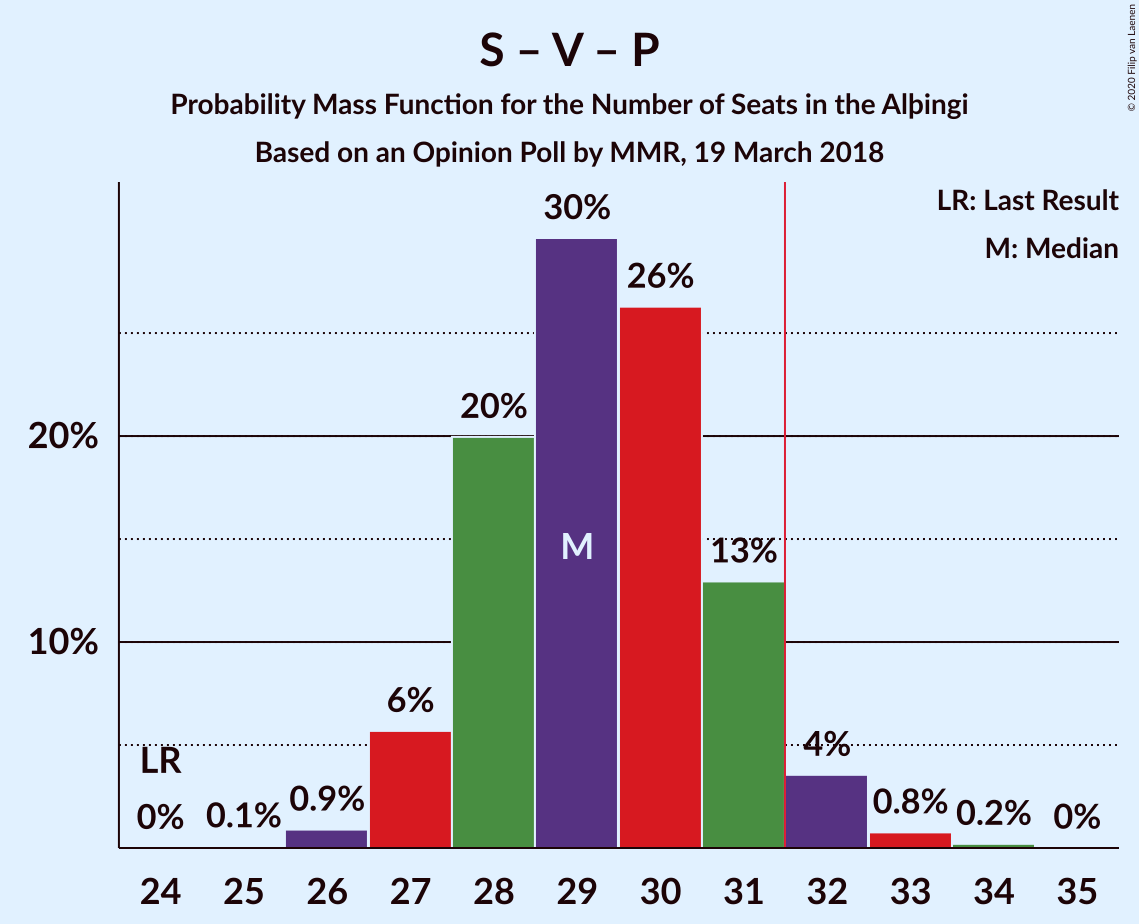 S – V – P
Probability Mass Function for the Number of Seats in the Alþingi
Based on an Opinion Poll by MMR, 19 March 2018
© 2020 Filip van Laenen
LR: Last Result
M: Median
30%
26%
20%
20%
M
13%
10%
6%
4%
LR
0%
0.1%
0.9%
0.8%
0.2%
0%
24 25 26 27 28 29 30 31 32 33 34 35